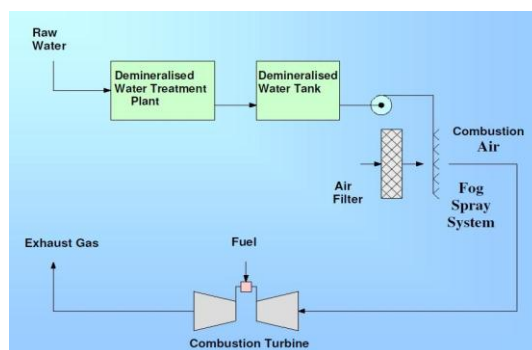 Raw
Water
Demineralised
Water Treatment
Plant
Demineralised
Water Tank
Combustion
Air
Air
Filter
Fog
Spray
System
Exhaust Gas
Fuel
Combustion Turbine